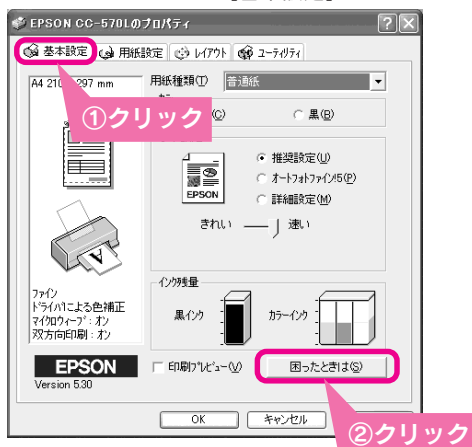 EPSON CC-570Lのプロパティ
基本設定 用紙設定 レイアウト ユーティリティ
A4 210 297 mm
用紙種類(T) 普通紙
①クリック
(C) 黒(B)
推奨設定(U)
オートフォトファイン!5(P)
詳細設定(M)
EPSON
きれい 速い
インク残量
黒インク カラーインク
ファイン
ドライバによる色補正
マイクロウィーブ : オン
双方向印刷 : オン
EPSON
Version 5.30
印刷プレビュー(V) 困ったときは(S)
OK キャンセル
②クリック